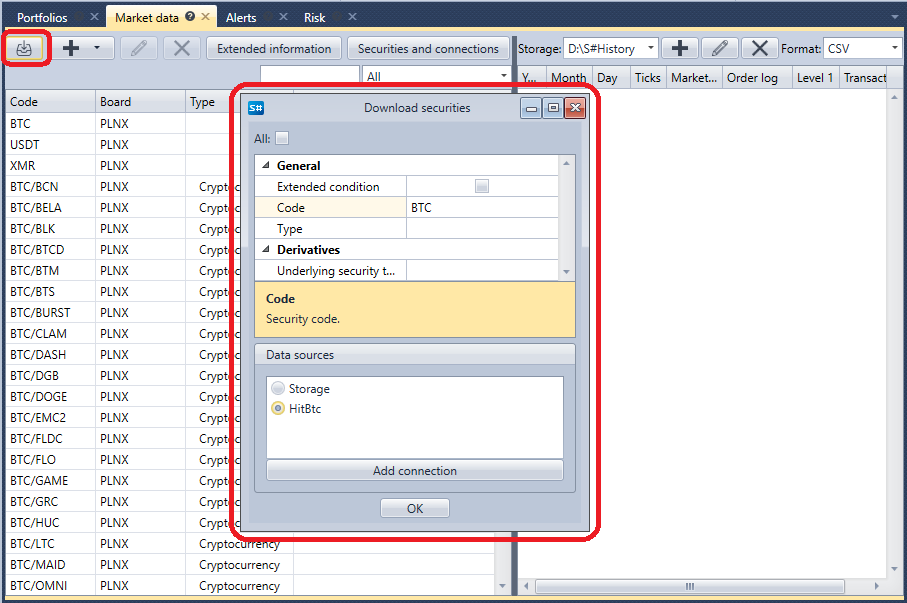 Portfolios
Market data
Alerts
Risk
Extended information
Securities and connections
Storage:
D:\S#History
Format:
CSV
All
Y...
Month
Day
Ticks
Market...
Order log
Level 1
Transact
Code Board Type
BTC PLNX
USDT PLNX
XMR PLNX
BTC/BCN PLNX Cryptoc
BTC/BELA PLNX Cryptoc
BTC/BLK PLNX Cryptoc
BTC/BTCD PLNX Cryptoc
BTC/BTM PLNX Cryptoc
BTC/BTS PLNX Cryptoc
BTC/BURST PLNX Cryptoc
BTC/CLAM PLNX Cryptoc
BTC/DASH PLNX Cryptoc
BTC/DGB PLNX Cryptoc
BTC/DOGE PLNX Cryptoc
BTC/EMC2 PLNX Cryptoc
BTC/FLDC PLNX Cryptoc
BTC/FLO PLNX Cryptoc
BTC/GAME PLNX Cryptoc
BTC/GRC PLNX Cryptoc
BTC/HUC PLNX Cryptoc
BTC/LTC PLNX Cryptocurrency
BTC/MAID PLNX Cryptocurrency
BTC/OMNI PLNX Cryptocurrency
S#
Download securities
All:
General
Extended condition
Code BTC
Type
Derivatives
Underlying security t...
Code
Security code.
Data sources
Storage
HitBtc
Add connection
OK